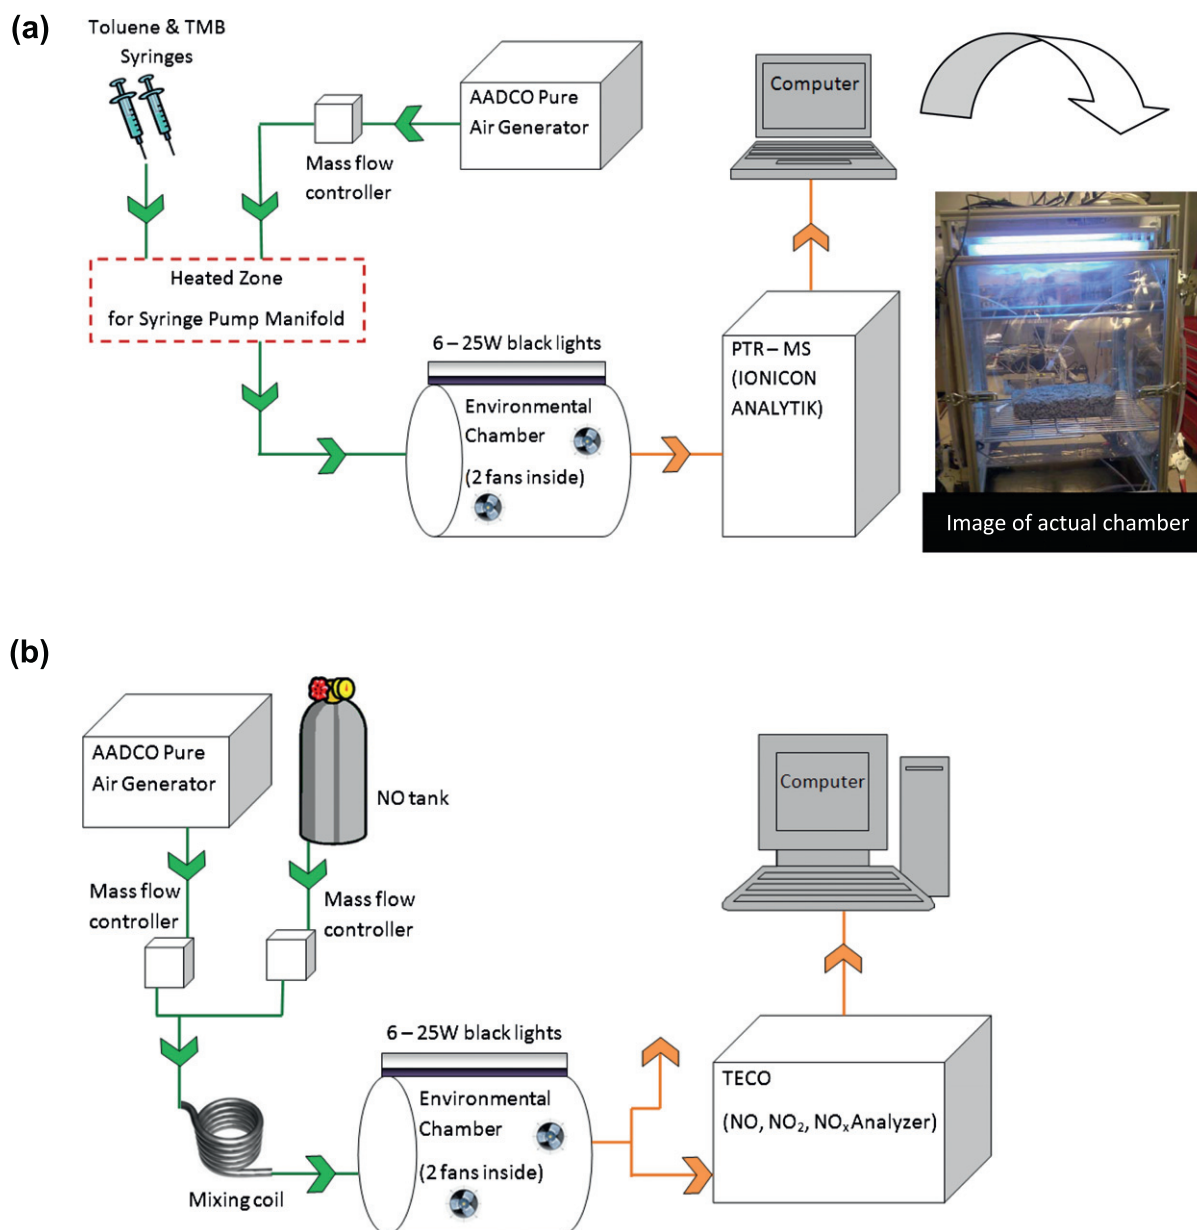 (a)
Toluene & TMB
Syringes
AADCO Pure
Air Generator
Mass flow
controller
Computer
Heated Zone
for Syringe Pump Manifold
6 – 25W black lights
Environmental
Chamber
(2 fans inside)
PTR – MS
(IONICON
ANALYTIK)
Image of actual chamber
(b)
AADCO Pure
Air Generator
NO tank
Mass flow
controller
Mass flow
controller
Computer
6 – 25W black lights
Environmental
Chamber
(2 fans inside)
TECO
(NO, NO₂, NOₓAnalyzer)
Mixing coil